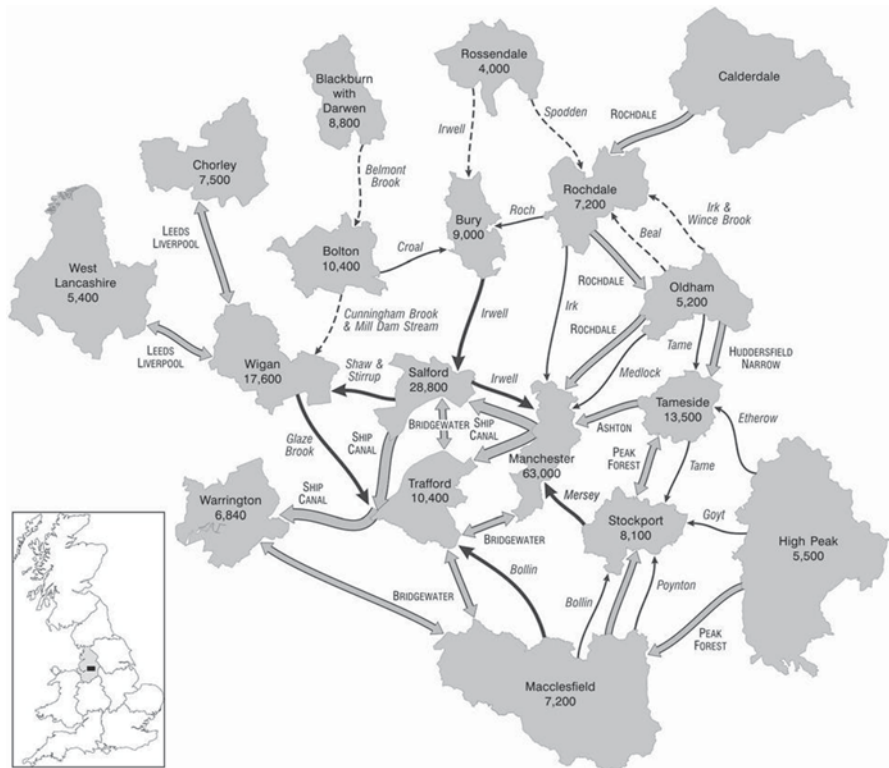 Rossendale
4,000
Calderdale
Blackburn
with
Darwen
8,800
Spodden
ROCHDALE
Irwell
Chorley
7,500
Belmont
Brook
Rochdale
7,200
Irk &
Wince Brook
Roch
Bury
9,000
Beal
LEEDS
LIVERPOOL
Bolton
10,400
Croal
West
Lancashire
5,400
ROCHDALE
Oldham
5,200
Irk
Cunningham Brook
& Mill Dam Stream
Irwell
ROCHDALE
LEEDS
LIVERPOOL
Wigan
17,600
Shaw &
Stirrup
Salford
28,800
Irwell
Medlock
Tame
HUDDERSFIELD
NARROW
Tameside
13,500
Etherow
BRIDGEWATER
SHIP
CANAL
ASHTON
Glaze
Brook
SHIP
CANAL
PEAK
FOREST
Manchester
63,000
Tame
SHIP
CANAL
Warrington
6,840
Trafford
10,400
Mersey
Stockport
8,100
Goyt
High Peak
5,500
BRIDGEWATER
Bollin
Bollin
Poynton
BRIDGEWATER
PEAK
FOREST
Macclesfield
7,200